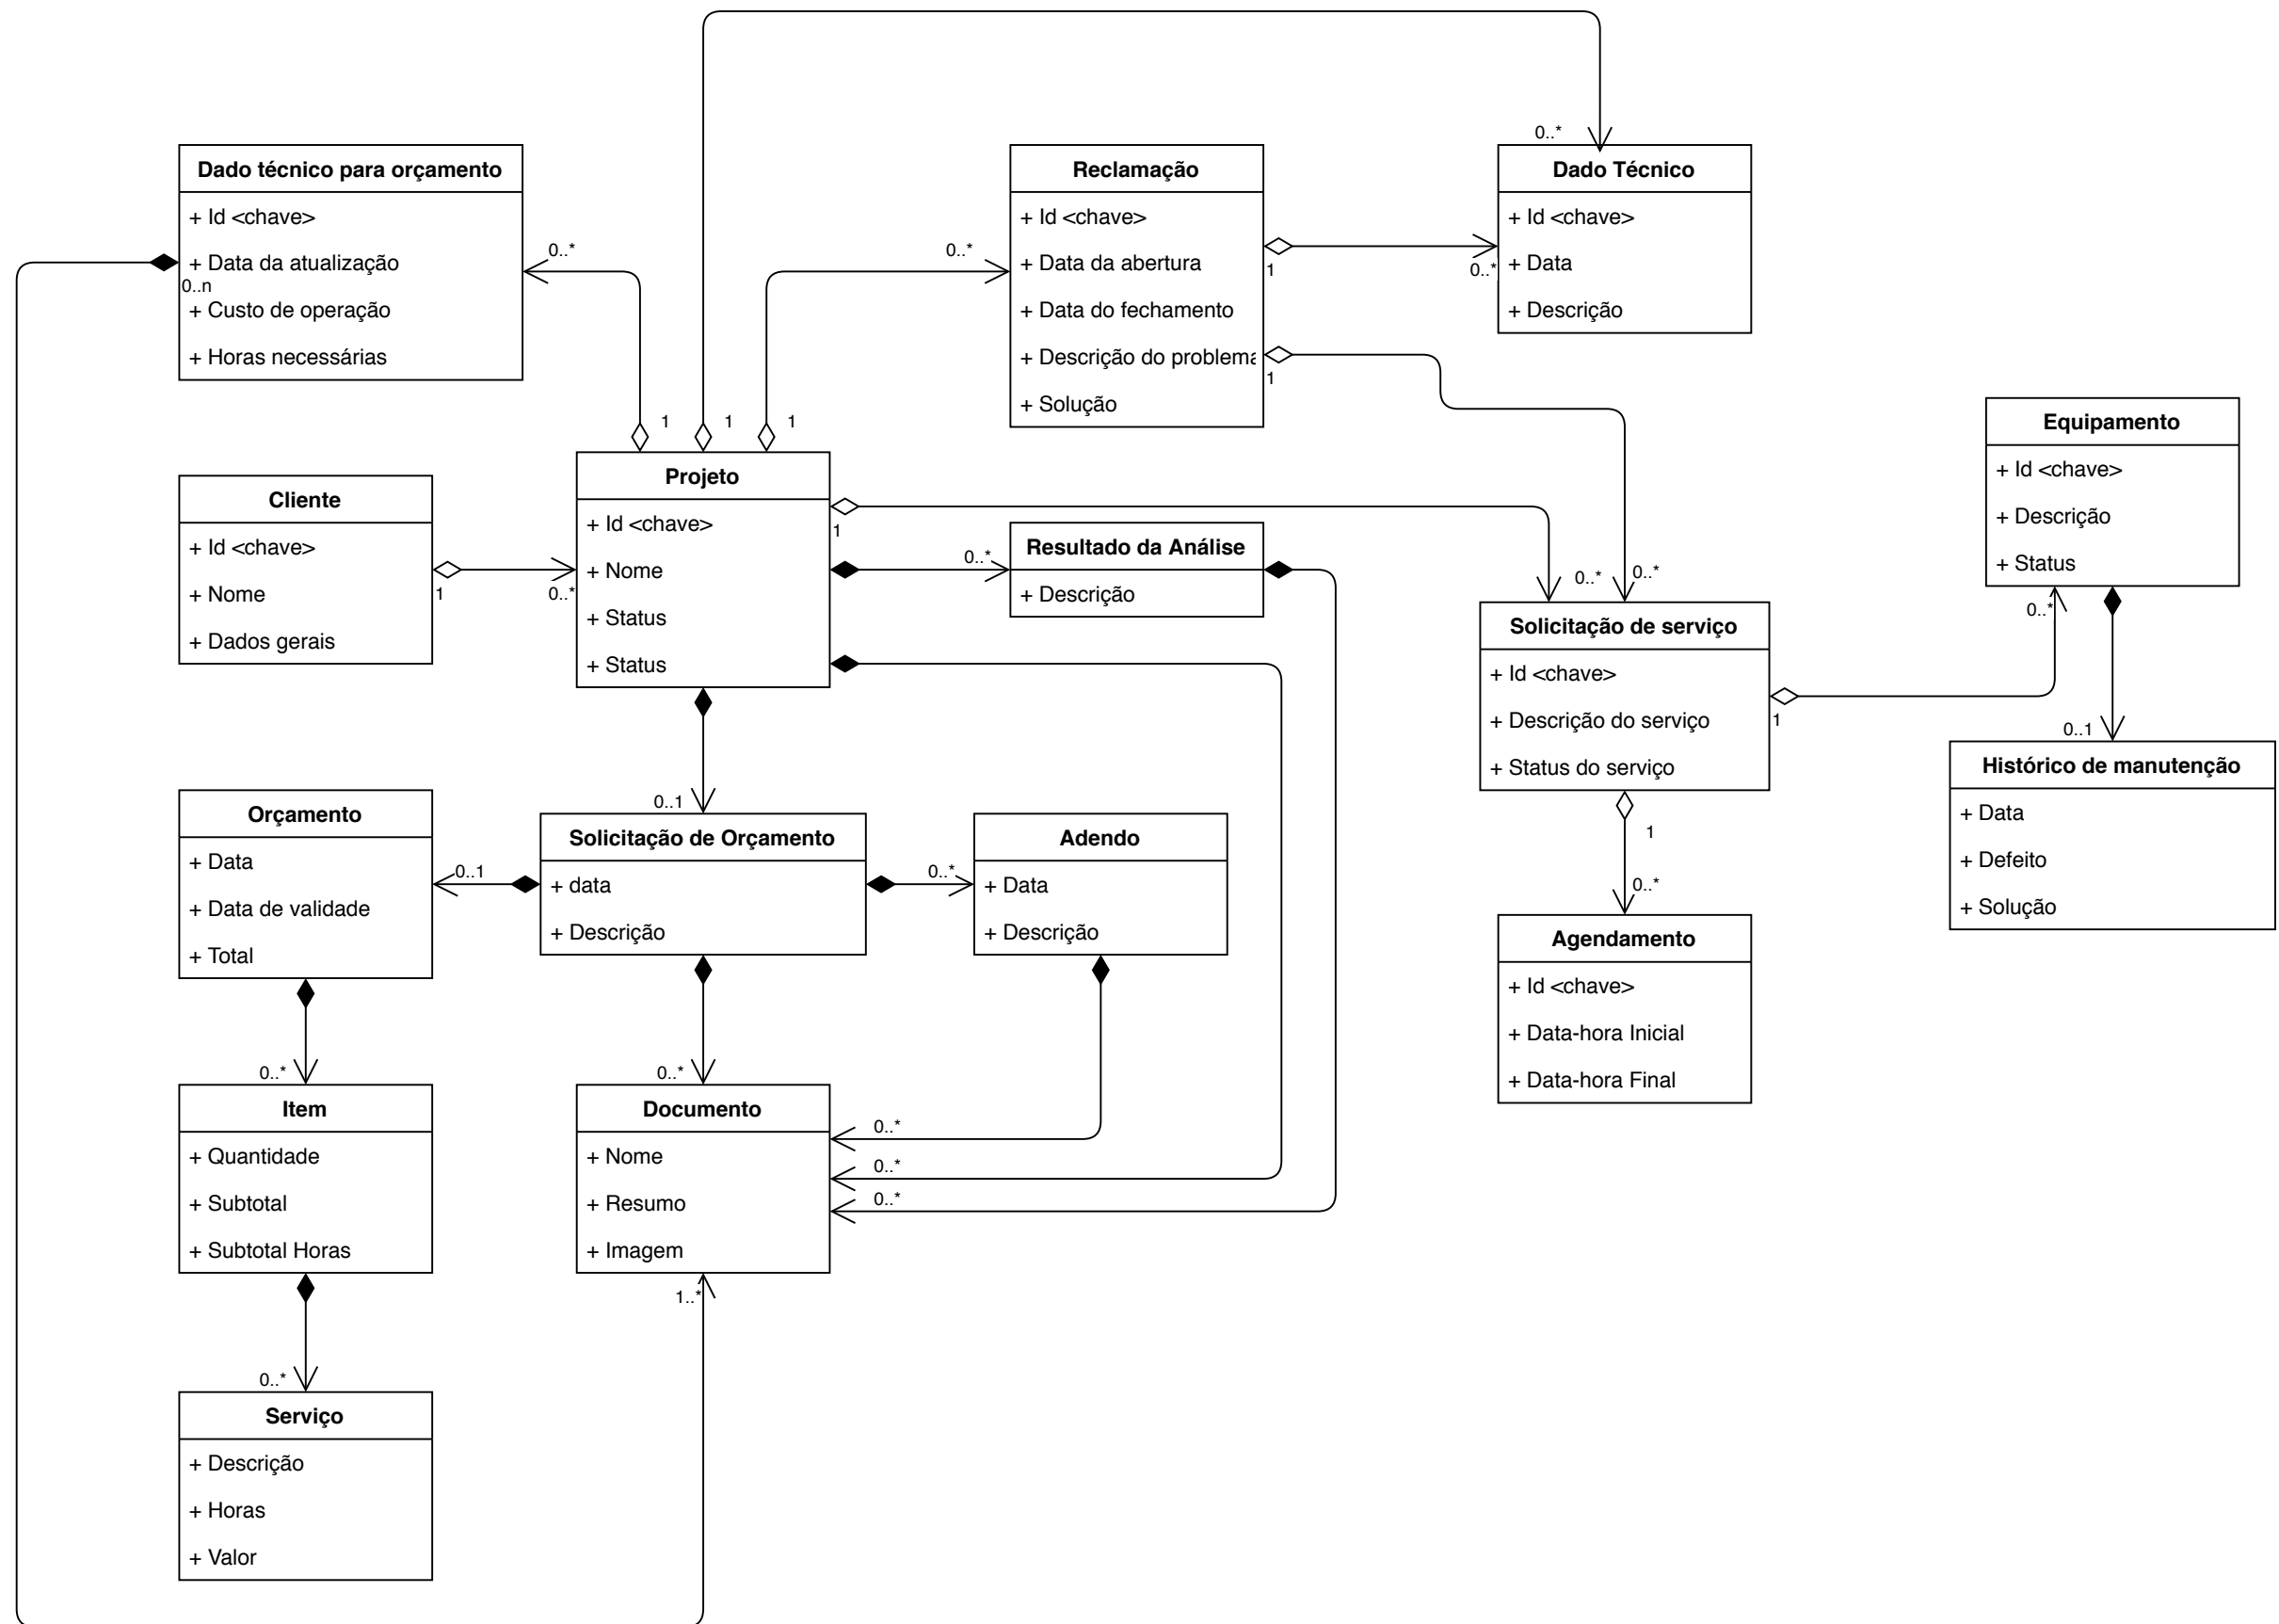 0..*
Dado técnico para orçamento
+ Id <chave>
+ Data da atualização
0..n
+ Custo de operação
+ Horas necessárias
0..*
1
1
1
0..*
Reclamação
+ Id <chave>
+ Data da abertura
+ Data do fechamento
+ Descrição do problema
+ Solução
1
0..*
1
Dado Técnico
+ Id <chave>
+ Data
+ Descrição
Cliente
+ Id <chave>
+ Nome
+ Dados gerais
1
0..*
Projeto
+ Id <chave>
+ Nome
+ Status
+ Status
1
0..*
Resultado da Análise
+ Descrição
0..*
0..*
Equipamento
+ Id <chave>
+ Descrição
+ Status
0..*
Solicitação de serviço
+ Id <chave>
+ Descrição do serviço
+ Status do serviço
1
1
0..1
Histórico de manutenção
+ Data
+ Defeito
+ Solução
0..*
Agendamento
+ Id <chave>
+ Data-hora Inicial
+ Data-hora Final
Orçamento
+ Data
+ Data de validade
+ Total
0..1
0..1
Solicitação de Orçamento
+ data
+ Descrição
0..*
Adendo
+ Data
+ Descrição
0..*
Item
+ Quantidade
+ Subtotal
+ Subtotal Horas
0..*
Documento
+ Nome
+ Resumo
+ Imagem
0..*
0..*
0..*
1..*
0..*
Serviço
+ Descrição
+ Horas
+ Valor